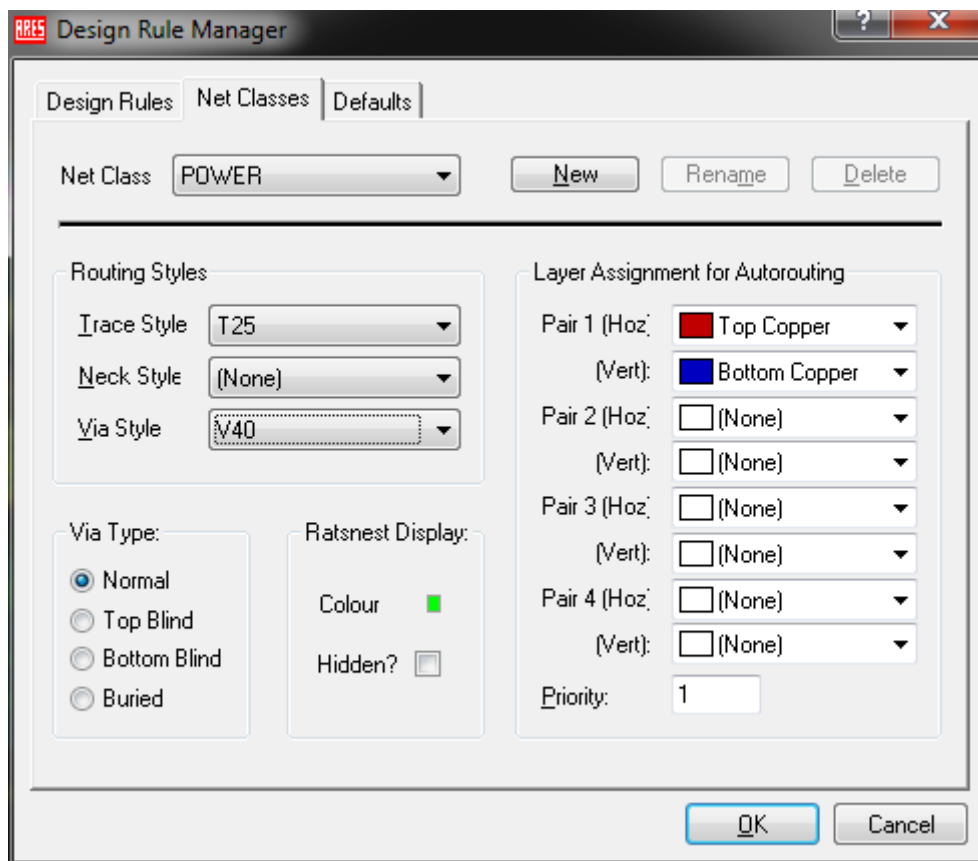 ARES Design Rule Manager ? x
Design Rules Net Classes Defaults
Net Class POWER New Rename Delete
Routing Styles
Trace Style T25
Neck Style (None)
Via Style V40
Via Type:
Normal
Top Blind
Bottom Blind
Buried
Ratsnest Display:
Colour
Hidden?
Layer Assignment for Autorouting
Pair 1 (Hoz) Top Copper
(Vert): Bottom Copper
Pair 2 (Hoz) (None)
(Vert): (None)
Pair 3 (Hoz) (None)
(Vert): (None)
Pair 4 (Hoz) (None)
(Vert): (None)
Priority: 1
OK Cancel